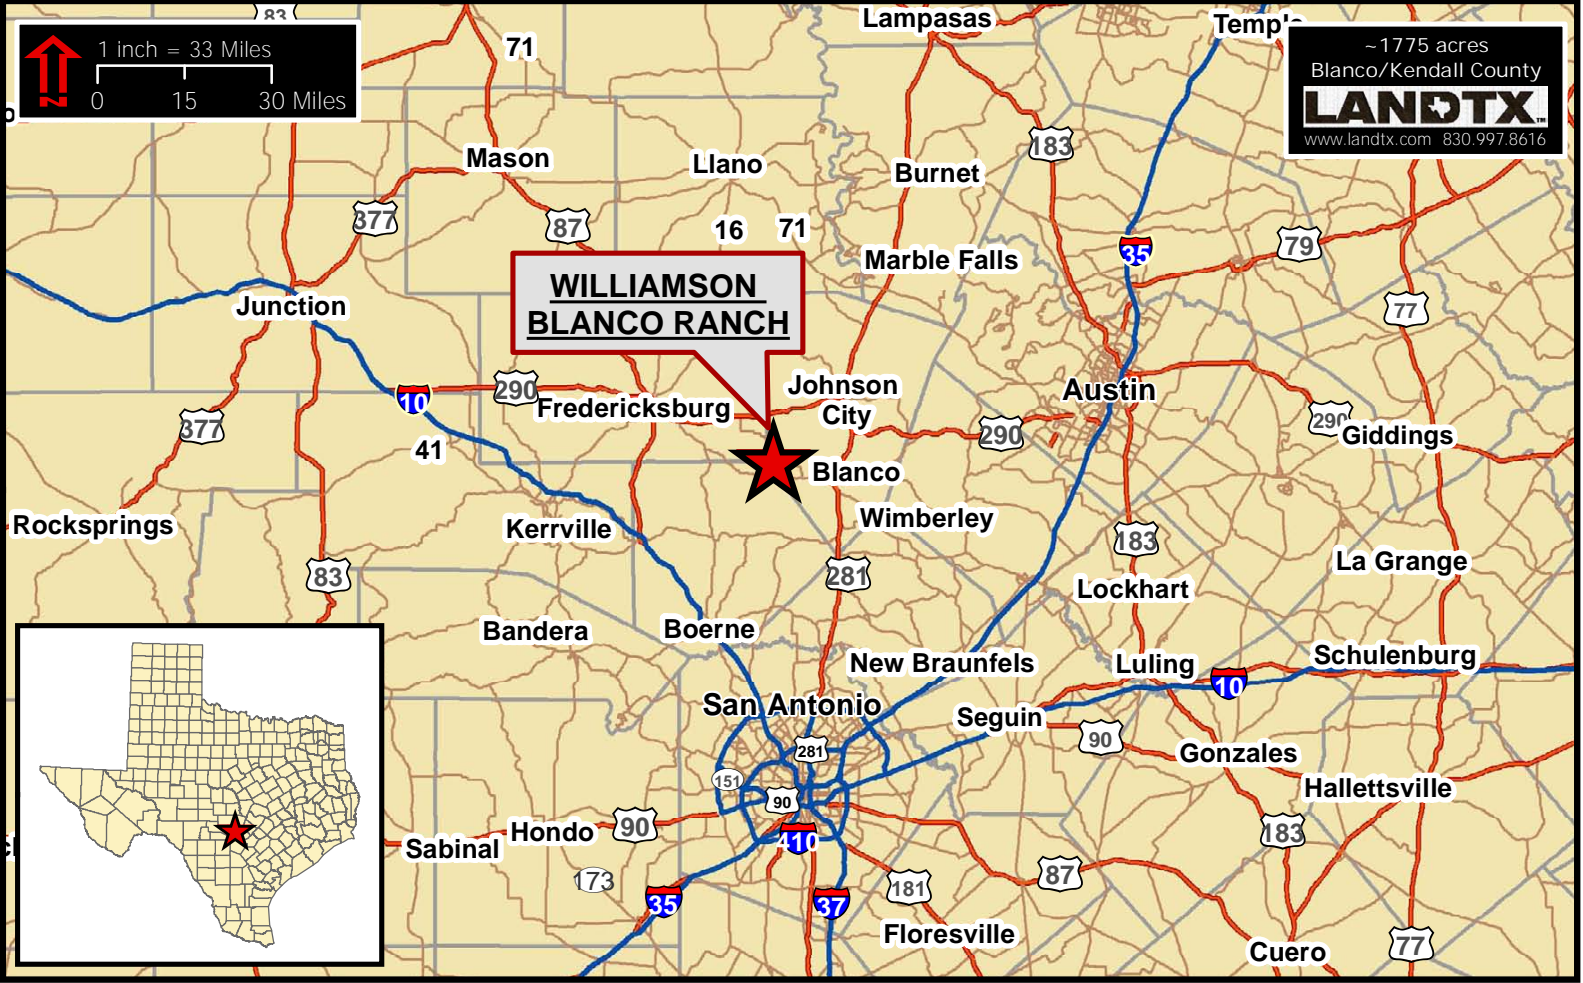 83
1 inch = 33 Miles
0 15 30 Miles
N
71
Lampasas
Temple
~1775 acres
Blanco/Kendall County
LANDTX™
www.landtx.com 830.997.8616
183
Mason
Llano
Burnet
377
87
16
71
Marble Falls
35
79
WILLIAMSON
BLANCO RANCH
Junction
77
10
290
Fredericksburg
Johnson
City
Austin
377
41
290
290
Giddings
Blanco
Rocksprings
Kerrville
Wimberley
183
83
281
La Grange
Lockhart
Bandera
Boerne
New Braunfels
Luling
Schulenburg
10
San Antonio
Seguin
90
281
Gonzales
151
90
Hallettsville
Sabinal
Hondo
90
410
183
173
35
37
181
87
Floresville
Cuero
77